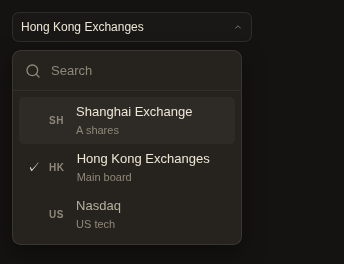 Hong Kong Exchanges
Search
SH Shanghai Exchange
A shares
HK Hong Kong Exchanges
Main board
US Nasdaq
US tech